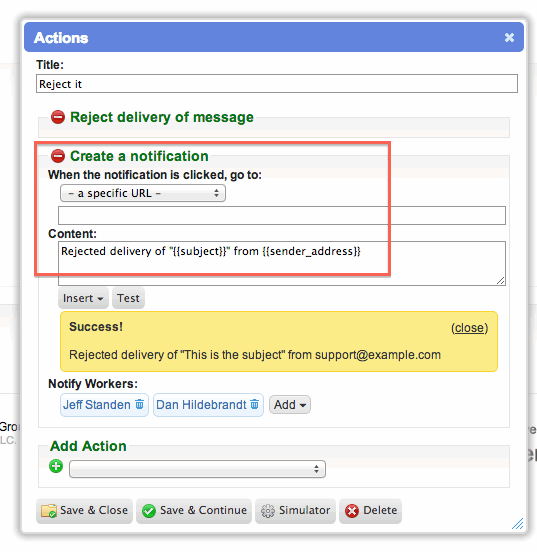 Actions
Title:
Reject it
Reject delivery of message
Create a notification
When the notification is clicked, go to:
– a specific URL –
Content:
Rejected delivery of "{{subject}}" from {{sender_address}}
Insert Test
Success! (close)
Rejected delivery of "This is the subject" from support@example.com
Notify Workers:
Jeff Standen Dan Hildebrandt Add
Add Action
Save & Close Save & Continue Simulator Delete
LLC.